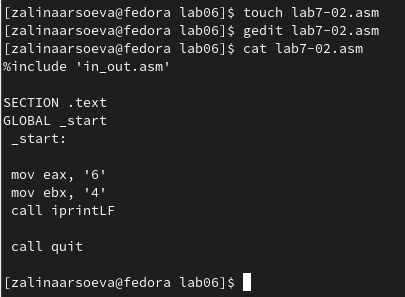 [zalinaarsoeva@fedora lab06]$ touch lab7-02.asm
[zalinaarsoeva@fedora lab06]$ gedit lab7-02.asm
[zalinaarsoeva@fedora lab06]$ cat lab7-02.asm
%include 'in_out.asm'

SECTION .text
GLOBAL _start
 _start:

 mov eax, '6'
 mov ebx, '4'
 call iprintLF

 call quit

[zalinaarsoeva@fedora lab06]$